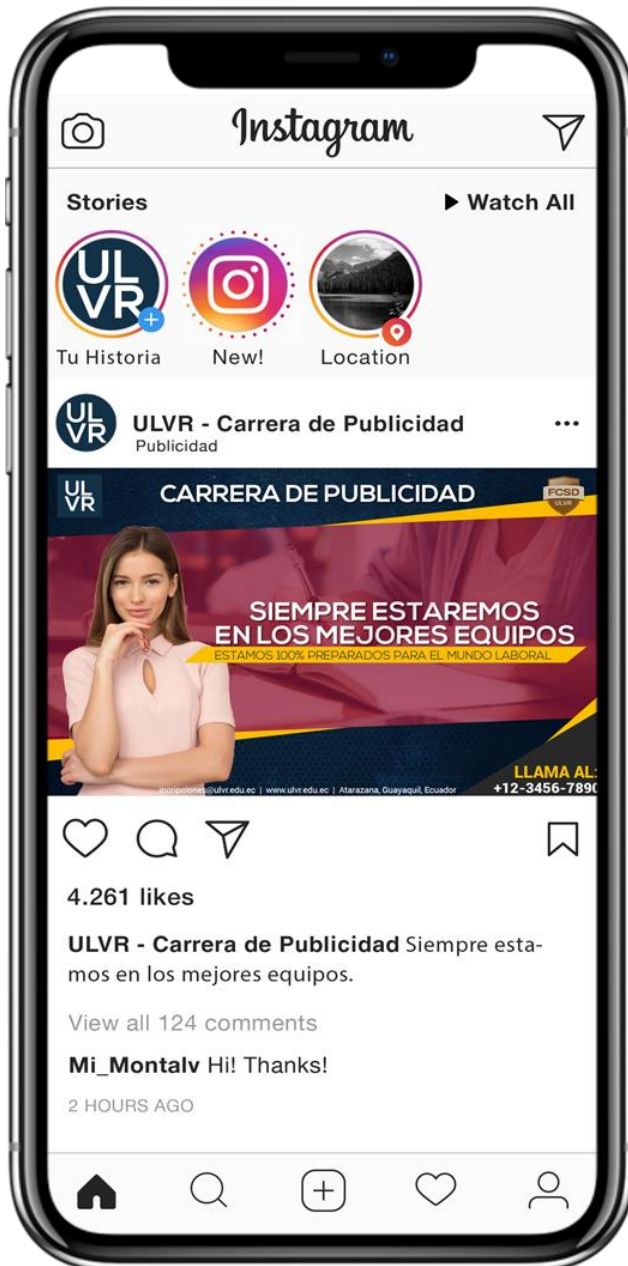 Instagram
Stories
Watch All
UL
VR
Tu Historia
New!
Location
UL
VR
ULVR - Carrera de Publicidad
Publicidad
UL
VR
CARRERA DE PUBLICIDAD
FCSD
ULVR
SIEMPRE ESTAREMOS
EN LOS MEJORES EQUIPOS
ESTAMOS 100% PREPARADOS PARA EL MUNDO LABORAL
LLAMA AL:
incripciones@ulvr.edu.ec | www.ulvr.edu.ec | Atarazana, Guayaquil, Ecuador
+12-3456-7890
4.261 likes
ULVR - Carrera de Publicidad Siempre esta-
mos en los mejores equipos.
View all 124 comments
Mi_Montalv Hi! Thanks!
2 HOURS AGO